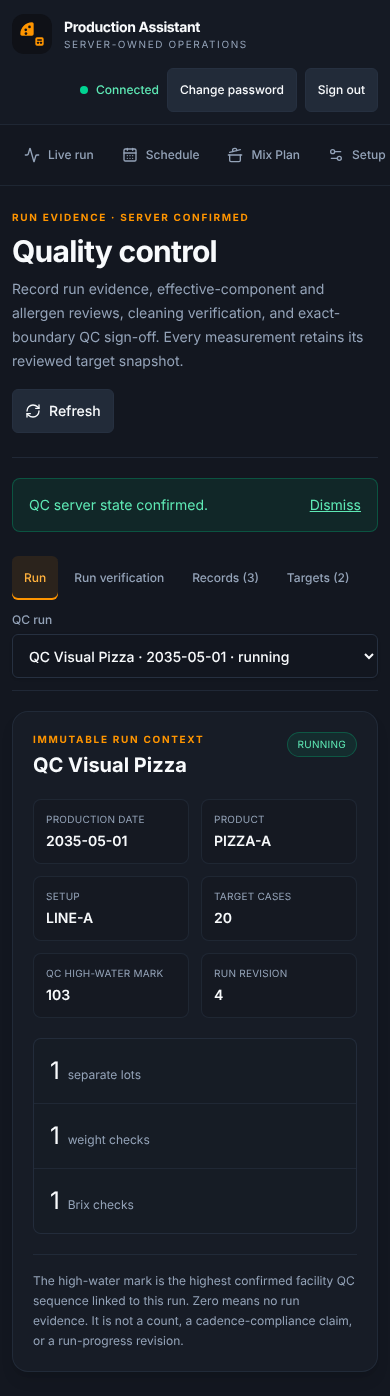 Production Assistant
SERVER-OWNED OPERATIONS
Connected
Change password
Sign out
Live run
Schedule
Mix Plan
Setup
RUN EVIDENCE · SERVER CONFIRMED
Quality control
Record run evidence, effective-component and
allergen reviews, cleaning verification, and exact-
boundary QC sign-off. Every measurement retains its
reviewed target snapshot.
Refresh
QC server state confirmed.
Dismiss
Run
Run verification
Records (3)
Targets (2)
QC run
QC Visual Pizza · 2035-05-01 · running
IMMUTABLE RUN CONTEXT
RUNNING
QC Visual Pizza
PRODUCTION DATE
2035-05-01
PRODUCT
PIZZA-A
SETUP
LINE-A
TARGET CASES
20
QC HIGH-WATER MARK
103
RUN REVISION
4
1 separate lots
1 weight checks
1 Brix checks
The high-water mark is the highest confirmed facility QC
sequence linked to this run. Zero means no run
evidence. It is not a count, a cadence-compliance claim,
or a run-progress revision.